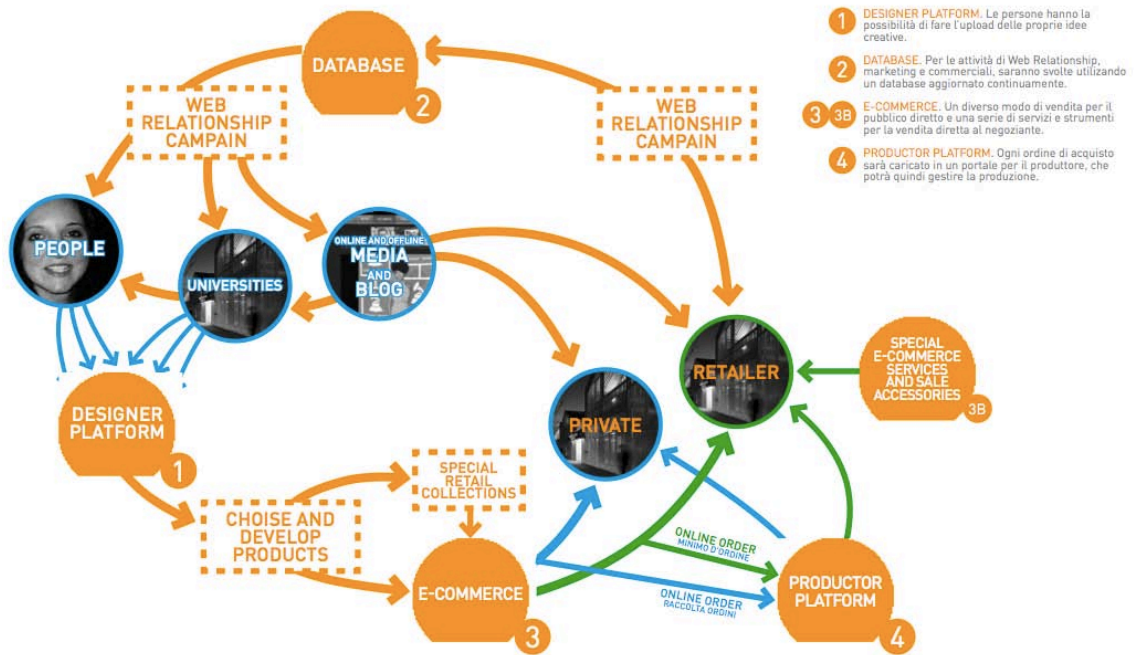 DATABASE
2
WEB
RELATIONSHIP
CAMPAIN
WEB
RELATIONSHIP
CAMPAIN
1
DESIGNER PLATFORM. Le persone hanno la
possibilità di fare l'upload delle proprie idee
creative.
2
DATABASE. Per le attività di Web Relationship,
marketing e commerciali, saranno svolte utilizando
un database aggiornato continuamente.
3 3B
E-COMMERCE. Un diverso modo di vendita per il
pubblico diretto e una serie di servizi e strumenti
per la vendita diretta al negoziante.
4
PRODUCTOR PLATFORM. Ogni ordine di acquisto
sarà caricato in un portale per il produttore, che
potrà quindi gestire la produzione.
PEOPLE
UNIVERSITIES
ONLINE AND OFFLINE
MEDIA
AND
BLOG
RETAILER
SPECIAL
E-COMMERCE
SERVICES
AND SALE
ACCESSORIES
3B
PRIVATE
DESIGNER
PLATFORM
1
SPECIAL
RETAIL
COLLECTIONS
CHOISE AND
DEVELOP
PRODUCTS
E-COMMERCE
3
ONLINE ORDER
MINIMO D'ORDINE
ONLINE ORDER
RACCOLTA ORDINI
PRODUCTOR
PLATFORM
4